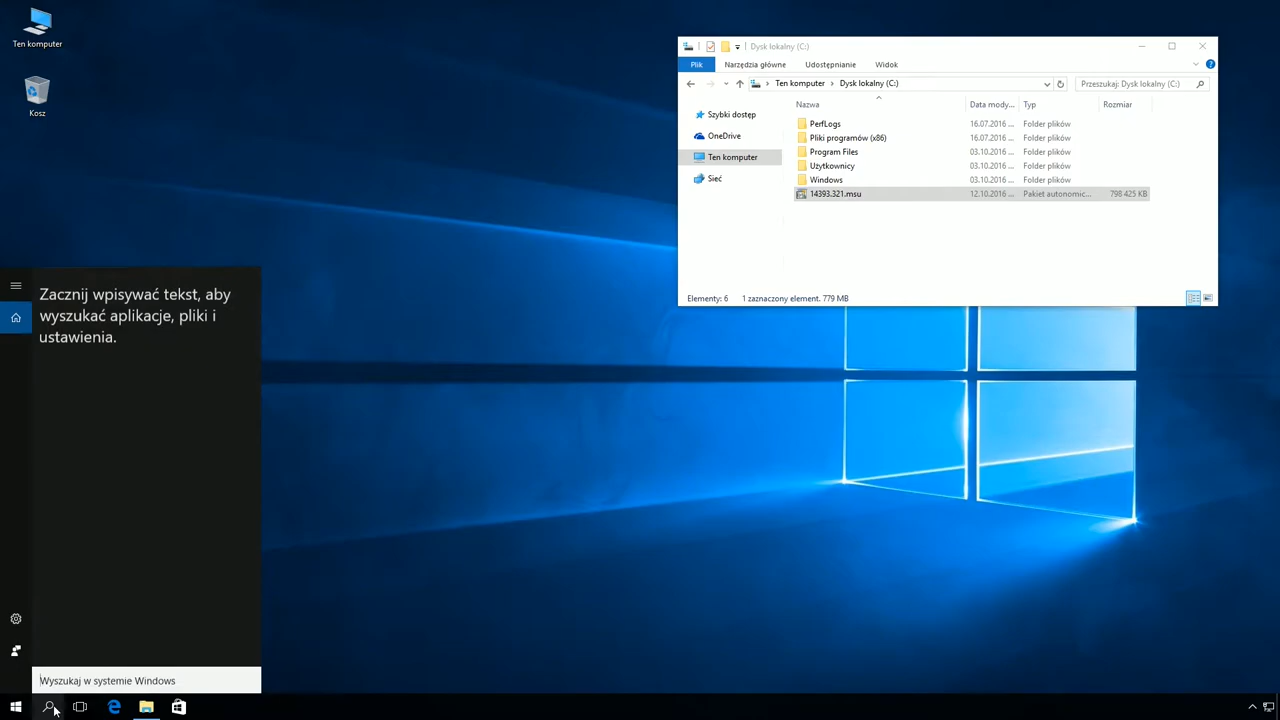 Ten komputer
Kosz
Dysk lokalny (C:)
Plik Narzędzia główne Udostępnianie Widok
Ten komputer Dysk lokalny (C:) Przeszukaj: Dysk lokalny (C:)
Nazwa Data mody... Typ Rozmiar
Szybki dostęp
OneDrive
Ten komputer
Sieć
PerfLogs 16.07.2016 ... Folder plików
Pliki programów (x86) 16.07.2016 ... Folder plików
Program Files 03.10.2016 ... Folder plików
Użytkownicy 03.10.2016 ... Folder plików
Windows 03.10.2016 ... Folder plików
14393.321.msu 12.10.2016 ... Pakiet autonomic... 798 425 KB
Elementy: 6 1 zaznaczony element. 779 MB
Zacznij wpisywać tekst, aby
wyszukać aplikacje, pliki i
ustawienia.
Wyszukaj w systemie Windows